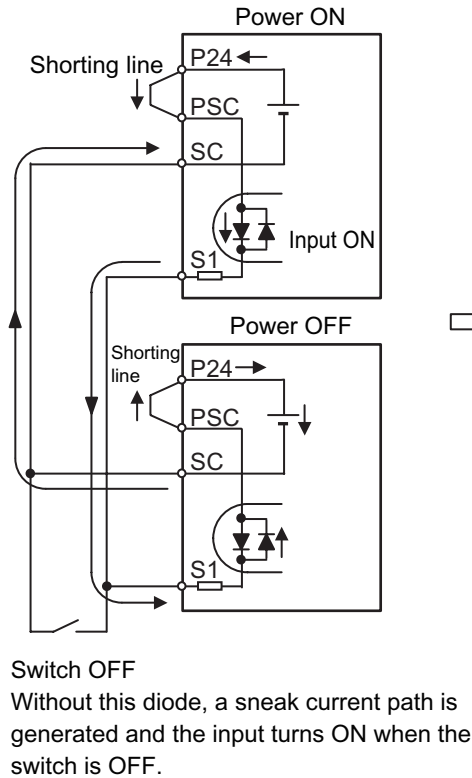 Power ON
Shorting line
P24
PSC
SC
Input ON
S1
Power OFF
Shorting
line
P24
PSC
SC
S1
Switch OFF
Without this diode, a sneak current path is
generated and the input turns ON when the
switch is OFF.